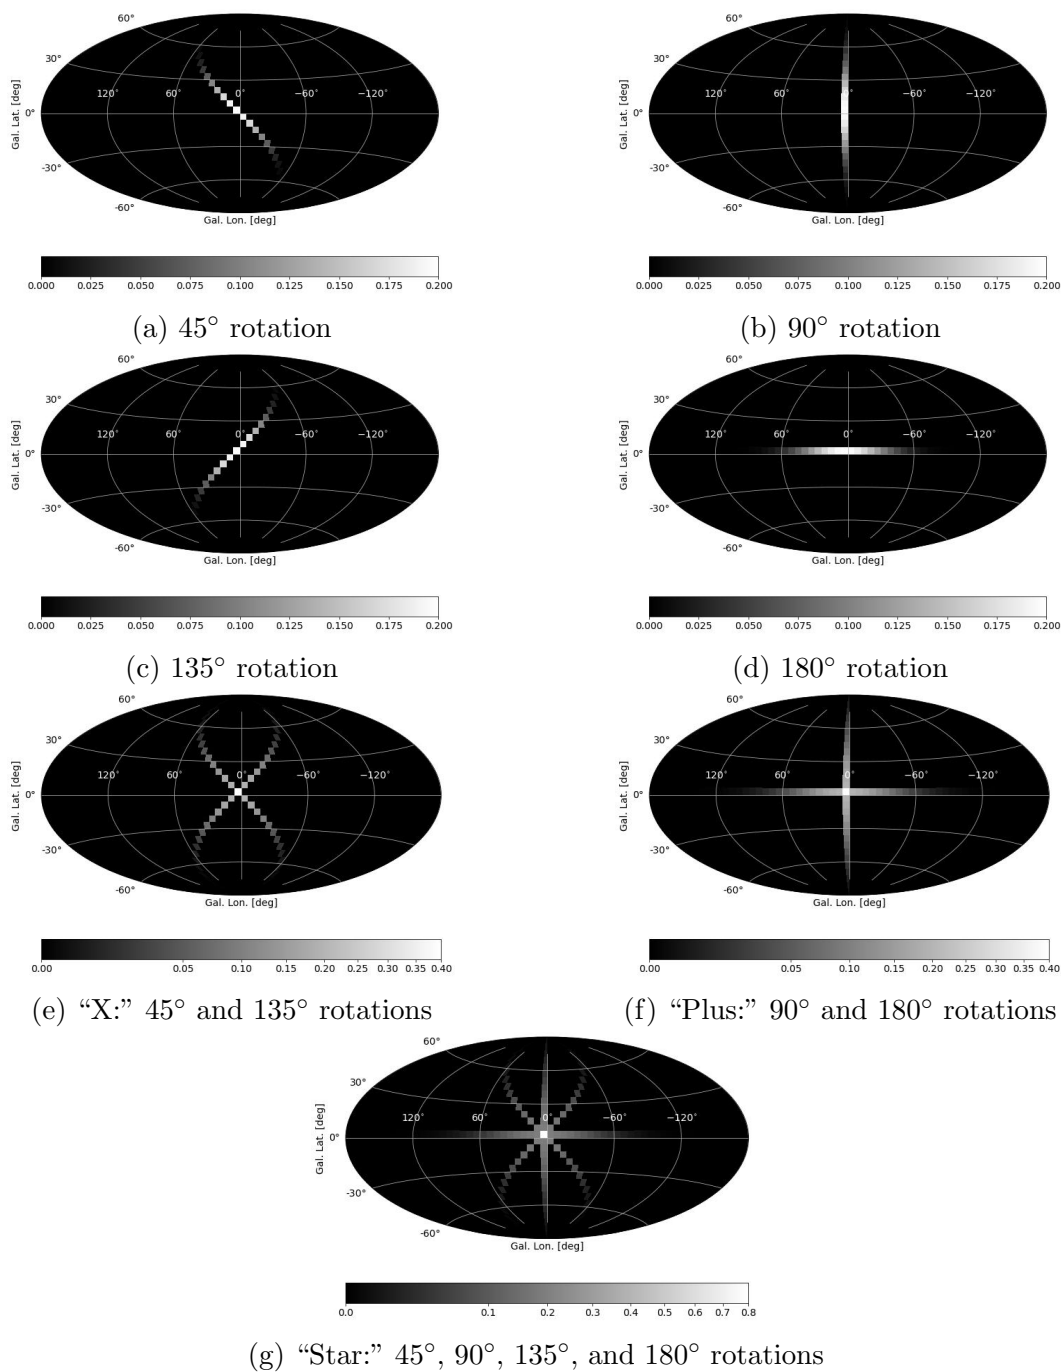 60° 60°
30° 30°
120° 60° 0° −60° −120° 120° 60° 0° −60° −120°
Gal. Lat. [deg] 0° Gal. Lat. [deg] 0°
-30° -30°
-60° -60°
Gal. Lon. [deg] Gal. Lon. [deg]
0.000 0.025 0.050 0.075 0.100 0.125 0.150 0.175 0.200 0.000 0.025 0.050 0.075 0.100 0.125 0.150 0.175 0.200
(a) 45° rotation (b) 90° rotation
60° 60°
30° 30°
120° 60° 0° −60° −120° 120° 60° 0° −60° −120°
Gal. Lat. [deg] 0° Gal. Lat. [deg] 0°
-30° -30°
-60° -60°
Gal. Lon. [deg] Gal. Lon. [deg]
0.000 0.025 0.050 0.075 0.100 0.125 0.150 0.175 0.200 0.000 0.025 0.050 0.075 0.100 0.125 0.150 0.175 0.200
(c) 135° rotation (d) 180° rotation
60° 60°
30° 30°
120° 60° 0° −60° −120° 120° 60° 0° −60° −120°
Gal. Lat. [deg] 0° Gal. Lat. [deg] 0°
-30° -30°
-60° -60°
Gal. Lon. [deg] Gal. Lon. [deg]
0.00 0.05 0.10 0.15 0.20 0.25 0.30 0.35 0.40 0.00 0.05 0.10 0.15 0.20 0.25 0.30 0.35 0.40
(e) “X:” 45° and 135° rotations (f) “Plus:” 90° and 180° rotations
60°
30°
120° 60° 0° −60° −120°
Gal. Lat. [deg] 0°
-30°
-60°
Gal. Lon. [deg]
0.0 0.1 0.2 0.3 0.4 0.5 0.6 0.7 0.8
(g) “Star:” 45°, 90°, 135°, and 180° rotations